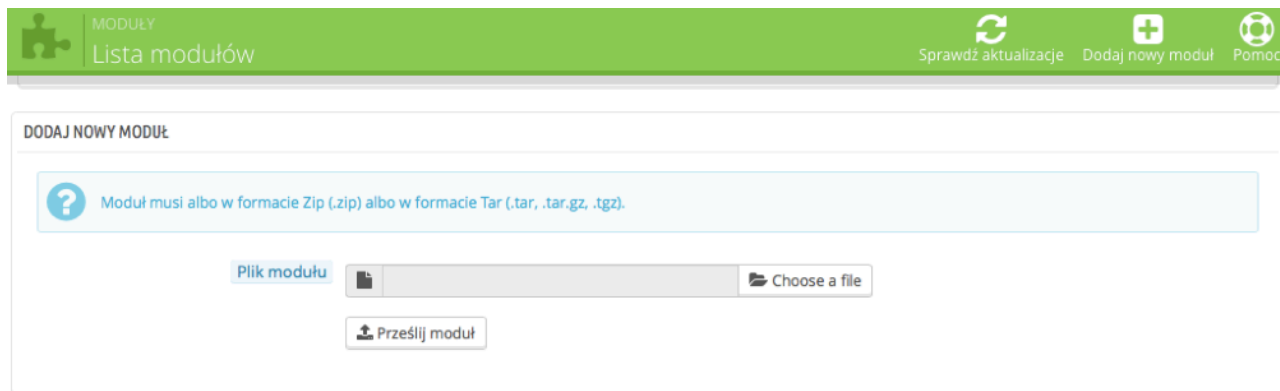 MODUŁY
Lista modułów
Sprawdź aktualizacje
Dodaj nowy moduł
Pomoc
DODAJ NOWY MODUŁ
Moduł musi albo w formacie Zip (.zip) albo w formacie Tar (.tar, .tar.gz, .tgz).
Plik modułu
Choose a file
Prześlij moduł